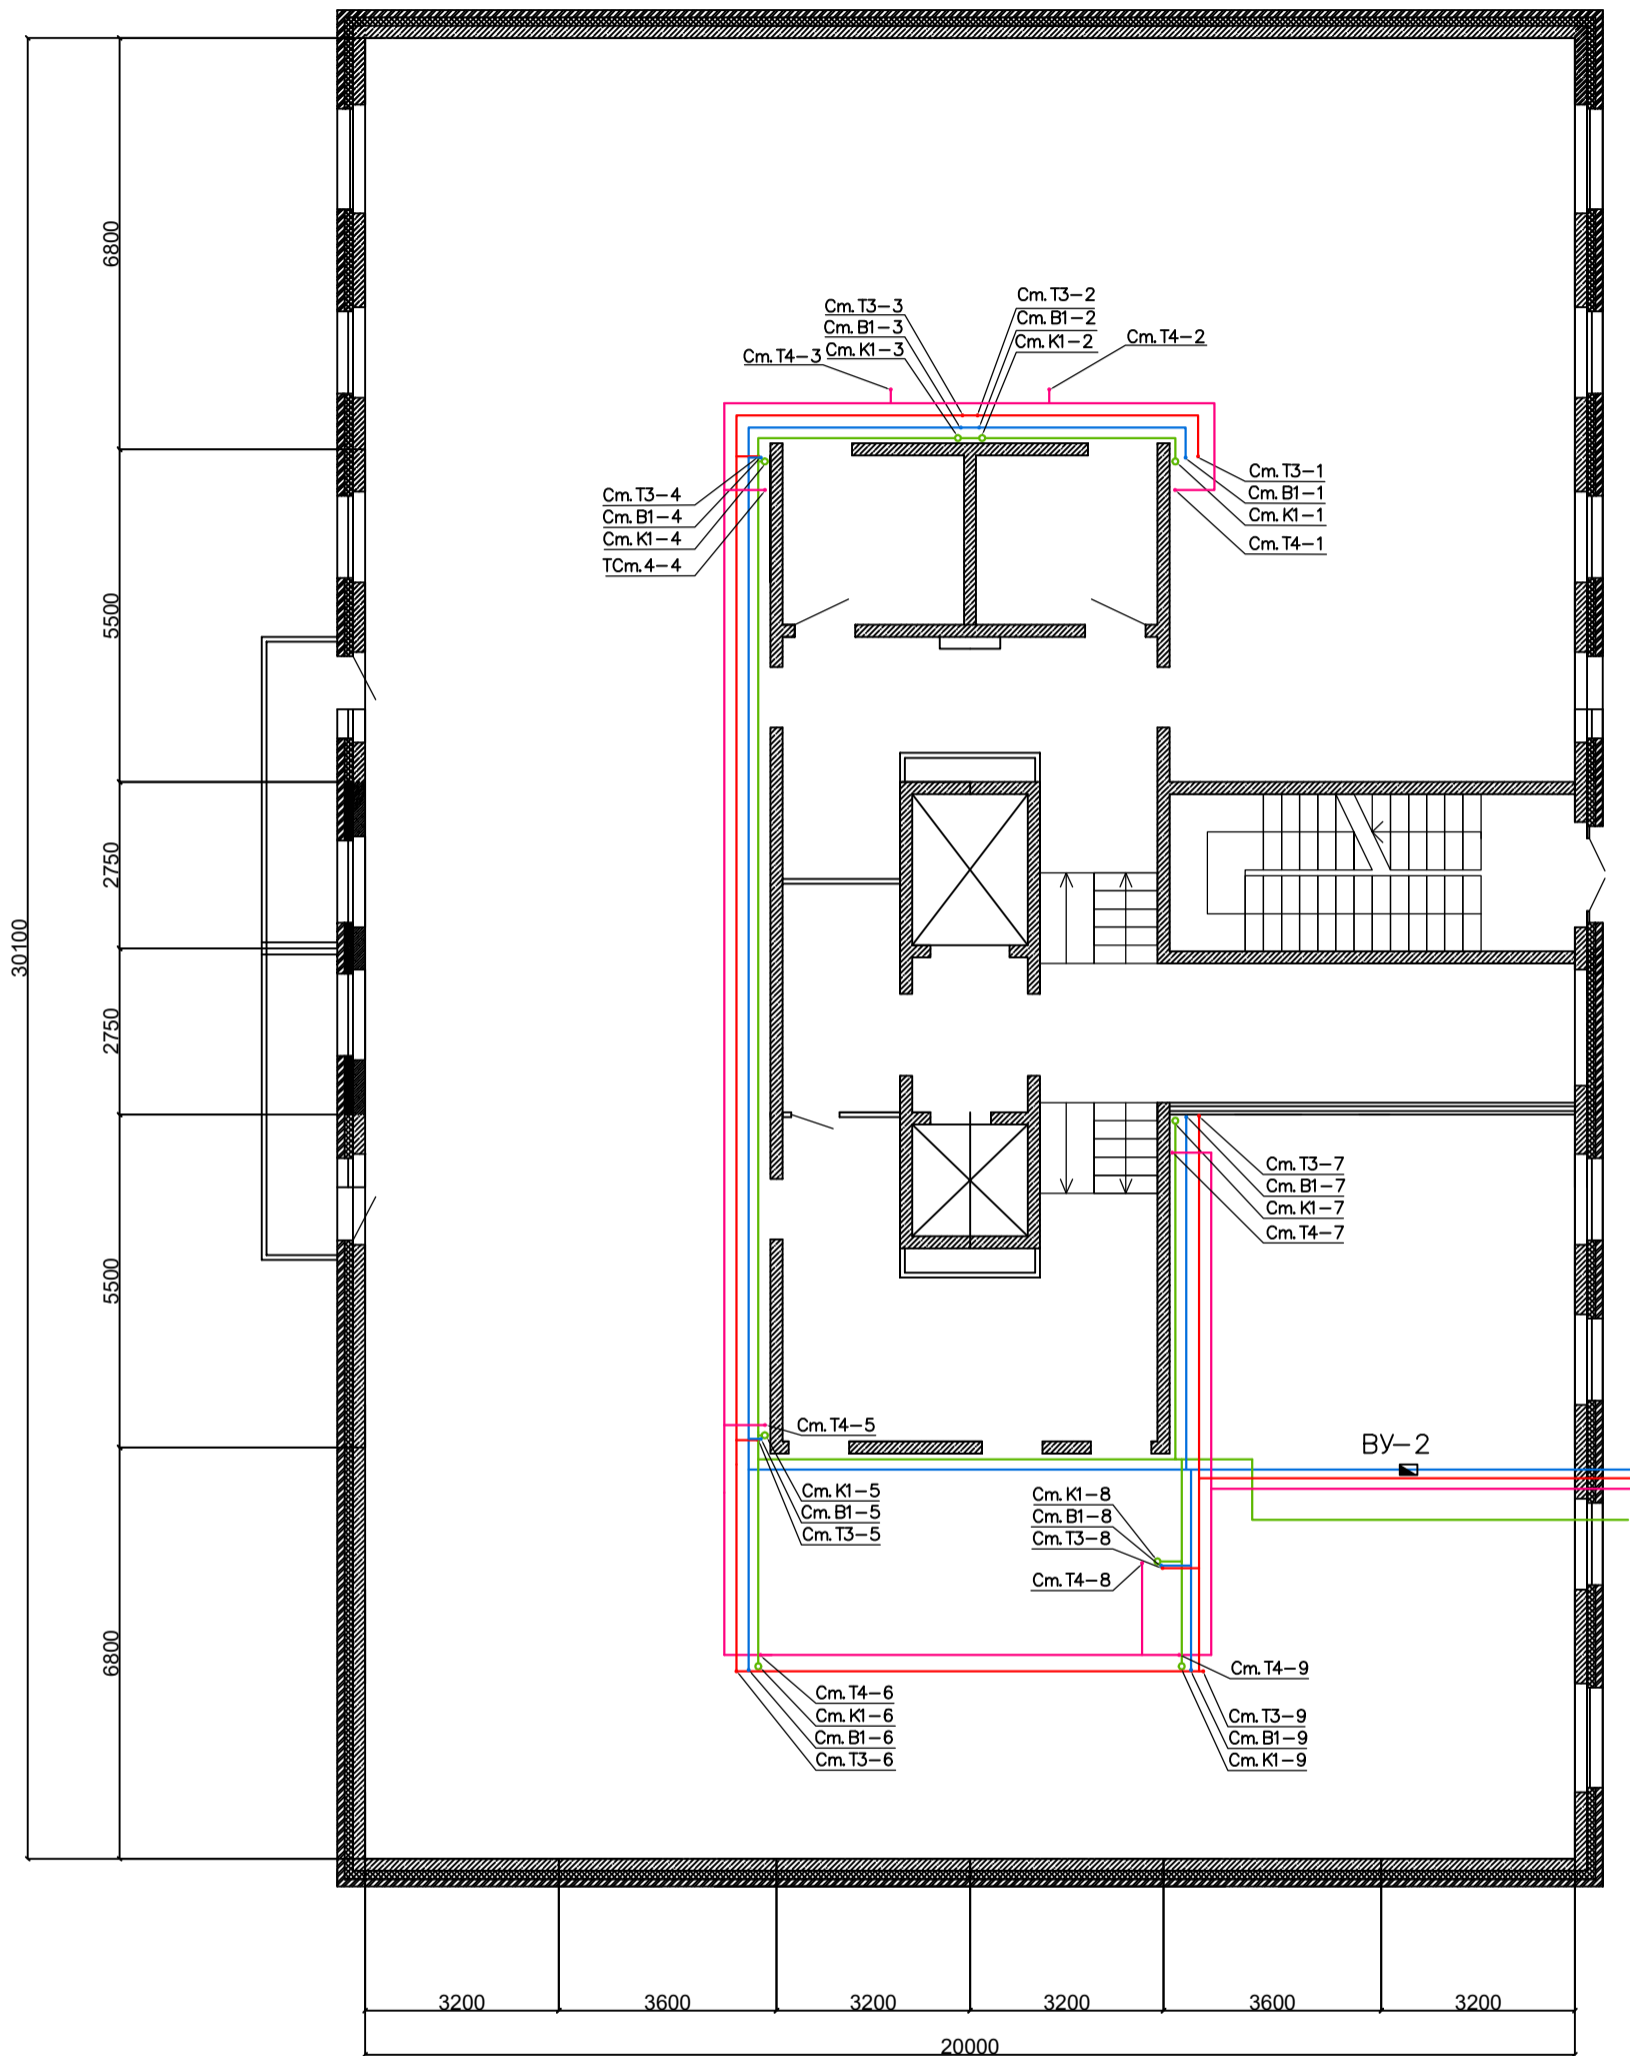 Ст. Т3-3
Ст. В1-3
Ст. К1-3
Ст. Т4-3
Ст. Т3-2
Ст. В1-2
Ст. К1-2
Ст. Т4-2
Ст. Т3-4
Ст. В1-4
Ст. К1-4
ТСт. 4-4
Ст. Т3-1
Ст. В1-1
Ст. К1-1
Ст. Т4-1
Ст. Т3-7
Ст. В1-7
Ст. К1-7
Ст. Т4-7
Ст. Т4-5
ВУ-2
Ст. К1-5
Ст. В1-5
Ст. Т3-5
Ст. К1-8
Ст. В1-8
Ст. Т3-8
Ст. Т4-8
Ст. Т4-6
Ст. К1-6
Ст. В1-6
Ст. Т3-6
Ст. Т4-9
Ст. Т3-9
Ст. В1-9
Ст. К1-9
30100
6800
5500
2750
2750
5500
6800
3200
3600
3200
3200
3600
3200
20000